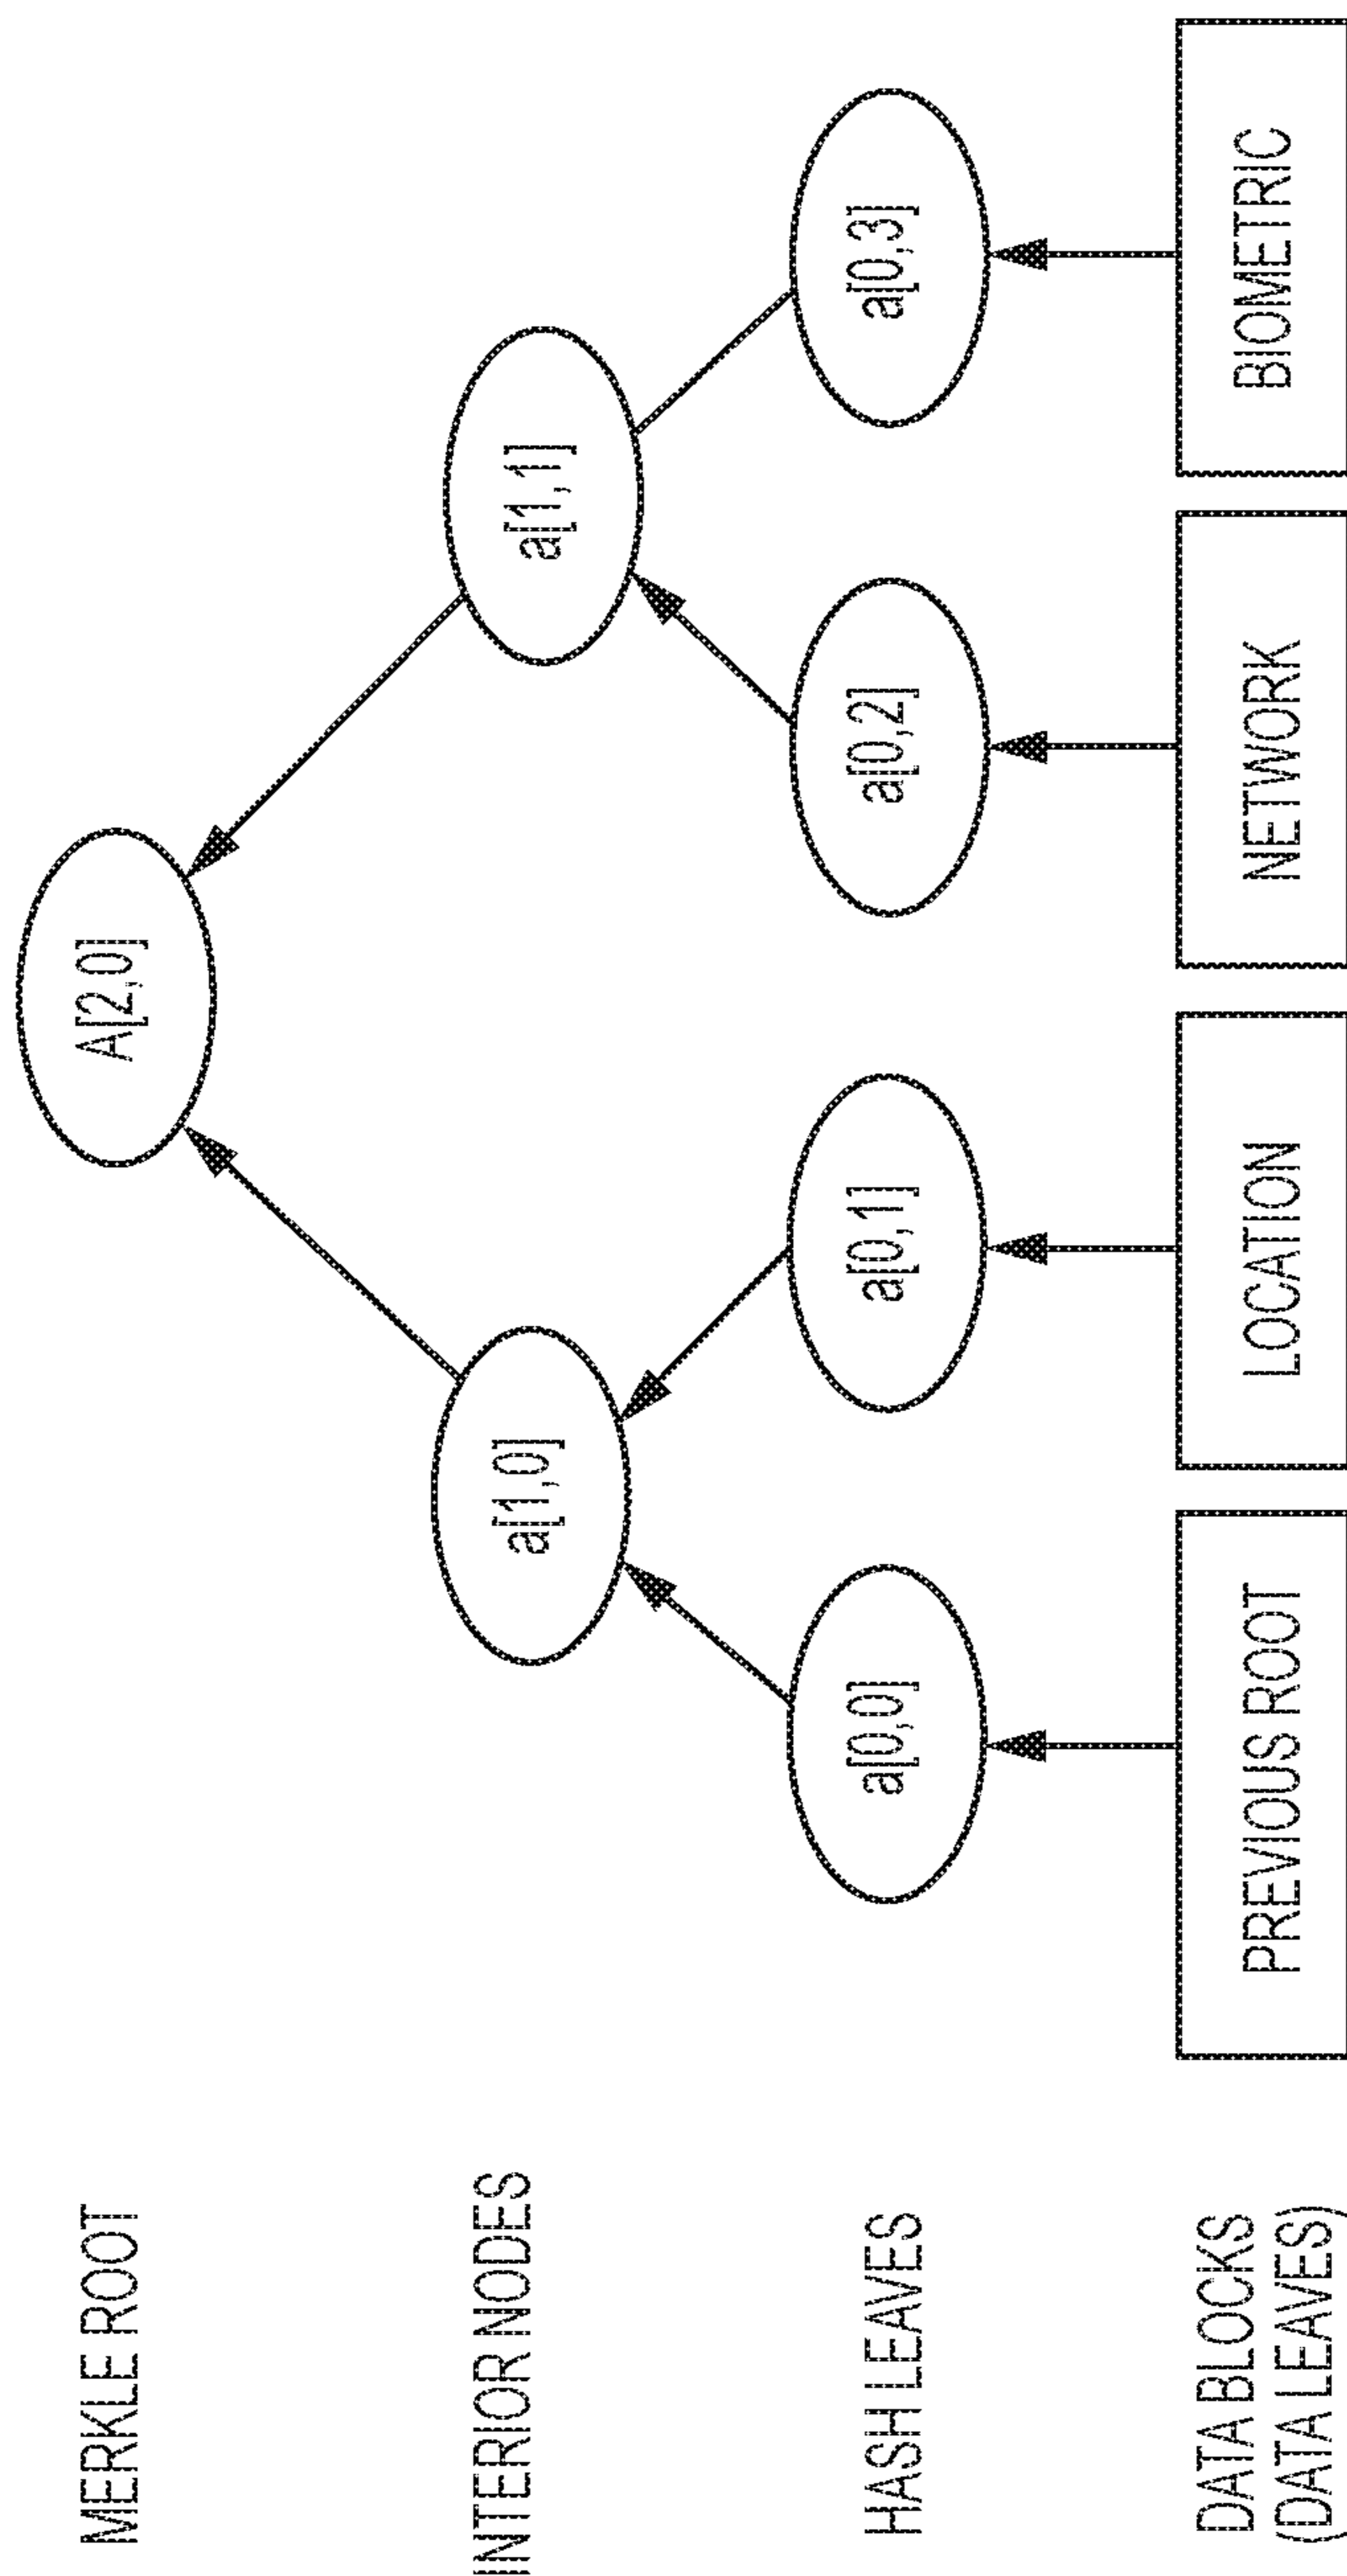 MERKLE ROOT
A[2,0]
INTERIOR NODES
a[1,0]
a[1,1]
HASH LEAVES
a[0,0]
a[0,1]
a[0,2]
a[0,3]
DATA BLOCKS
(DATA LEAVES)
PREVIOUS ROOT
LOCATION
NETWORK
BIOMETRIC